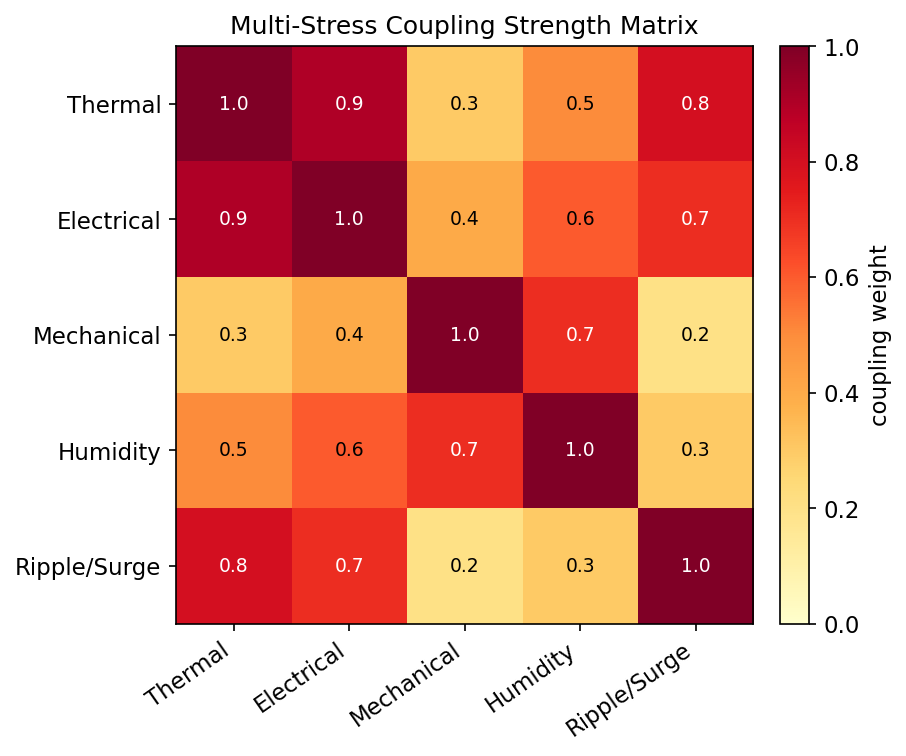 Multi-Stress Coupling Strength Matrix
Thermal 1.0 0.9 0.3 0.5 0.8
Electrical 0.9 1.0 0.4 0.6 0.7
Mechanical 0.3 0.4 1.0 0.7 0.2
Humidity 0.5 0.6 0.7 1.0 0.3
Ripple/Surge 0.8 0.7 0.2 0.3 1.0
Thermal Electrical Mechanical Humidity Ripple/Surge
1.0
0.8
0.6
0.4
0.2
0.0
coupling weight